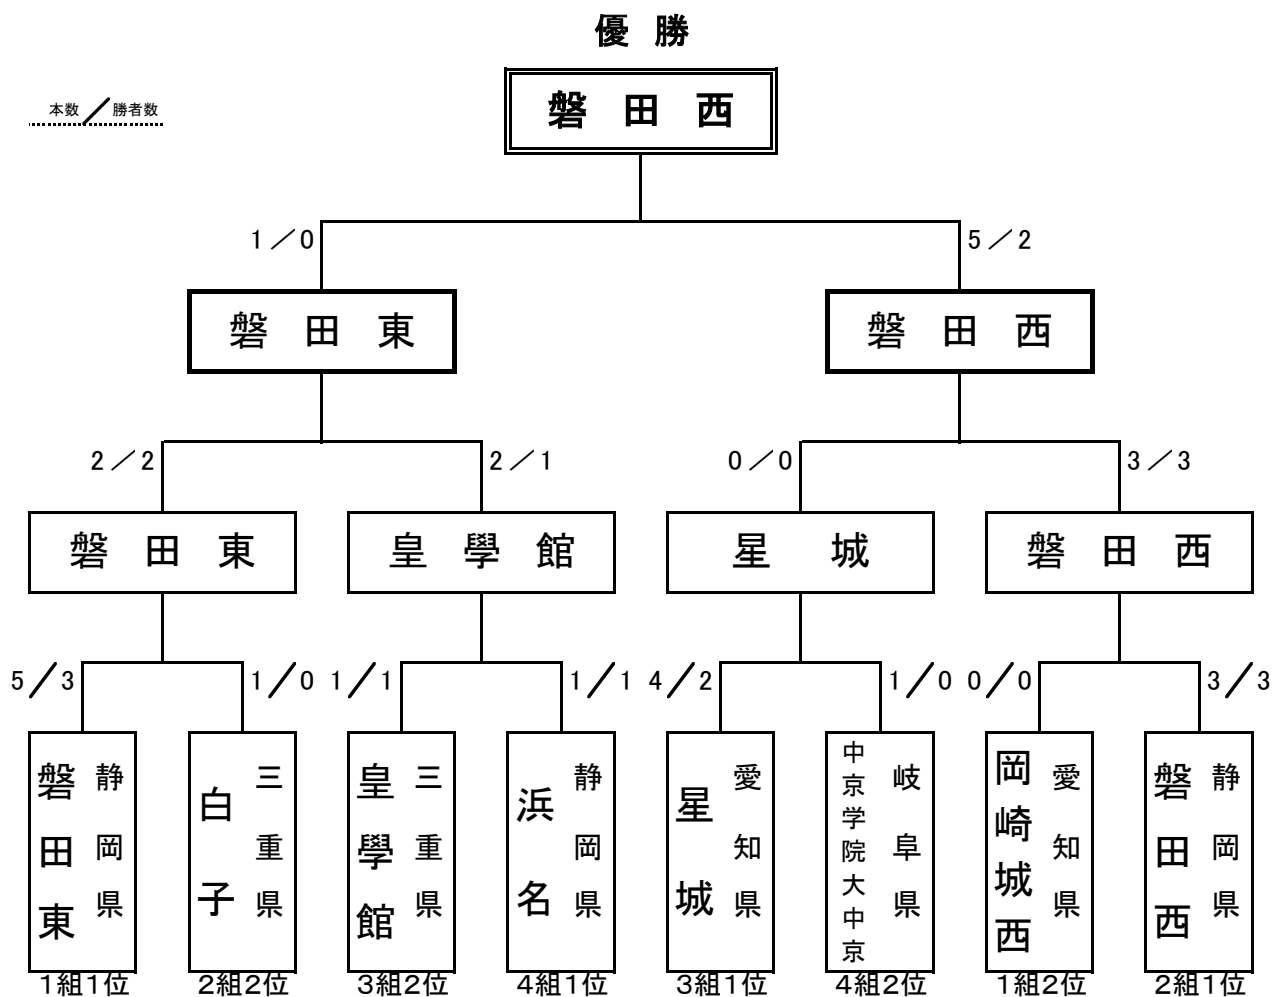 優 勝
磐 田 西
本数／勝者数
1／0
5／2
磐 田 東
磐 田 西
2／2
2／1
0／0
3／3
磐 田 東
皇 學 館
星 城
磐 田 西
5／3
1／0
1／1
1／1
4／2
1／0
0／0
3／3
静岡県
磐田東
三重県
白子
三重県
皇學館
静岡県
浜名
愛知県
星城
岐阜県
中京学院大中京
愛知県
岡崎城西
静岡県
磐田西
1組1位
2組2位
3組2位
4組1位
3組1位
4組2位
1組2位
2組1位